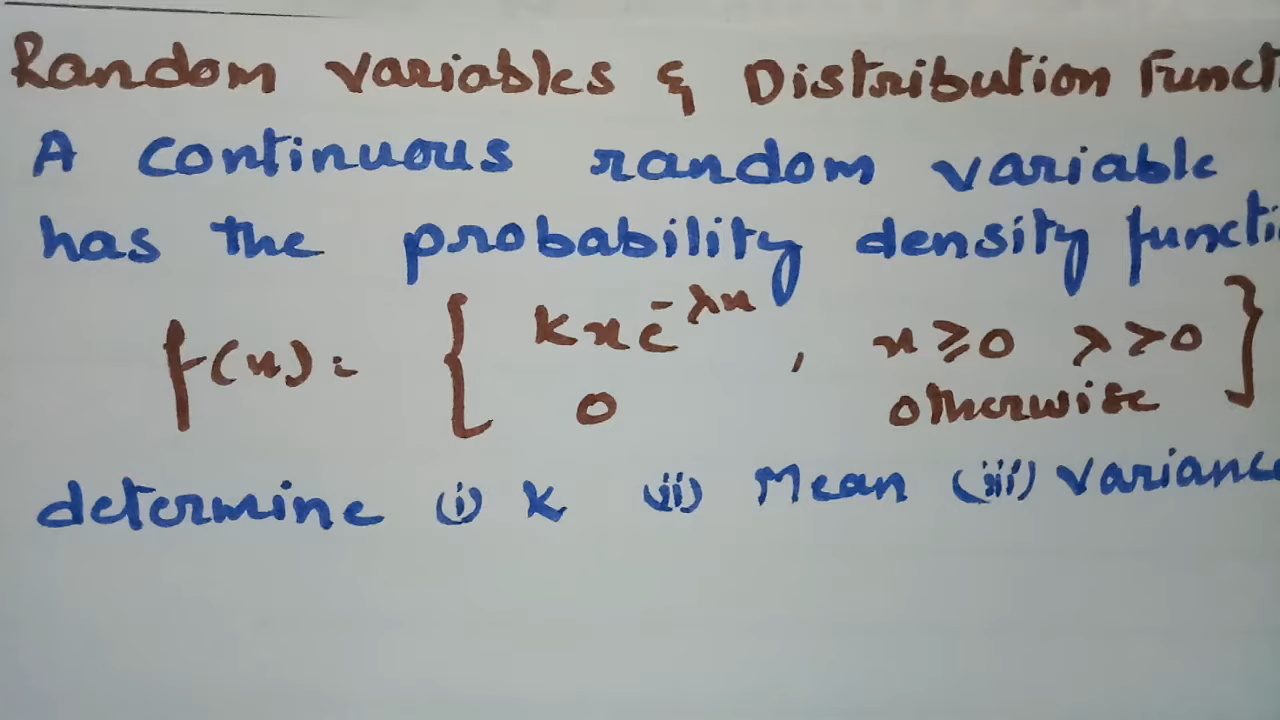 Random variables & Distribution Funct
A continuous random variable
has the probability density functi
f(x) = { kxe^-λx , x ≥ 0 λ > 0 }
0 otherwise
determine (i) K (ii) Mean (iii) variance